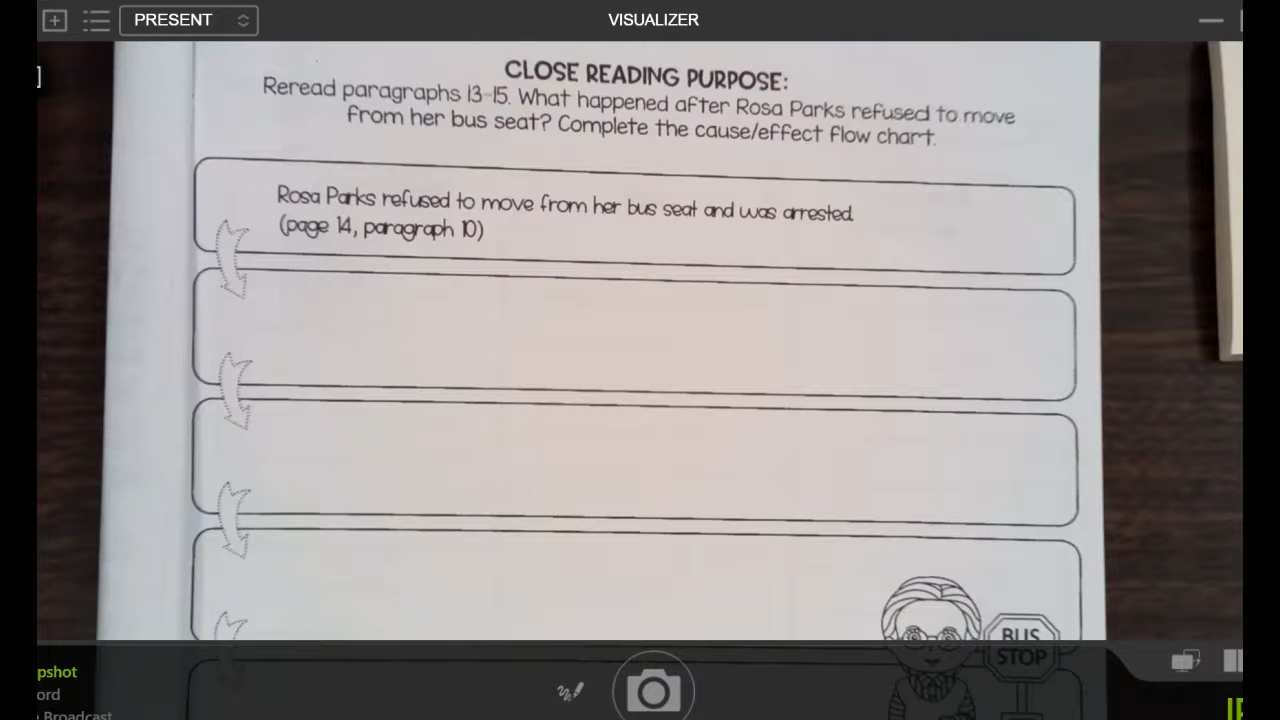 PRESENT
VISUALIZER
CLOSE READING PURPOSE:
Reread paragraphs 13-15. What happened after Rosa Parks refused to move
from her bus seat? Complete the cause/effect flow chart.
Rosa Parks refused to move from her bus seat and was arrested.
(page 14, paragraph 10)
BUS
STOP
pshot
ord
Broadcast